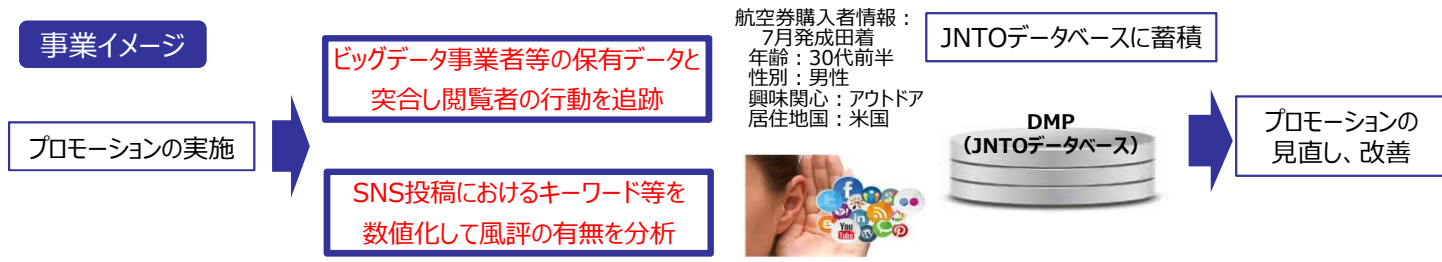 事業イメージ
プロモーションの実施
ビッグデータ事業者等の保有データと
突合し閲覧者の行動を追跡
SNS投稿におけるキーワード等を
数値化して風評の有無を分析
航空券購入者情報：
7月発成田着
年齢：30代前半
性別：男性
興味関心：アウトドア
居住地国：米国
You
Tube
JNTOデータベースに蓄積
DMP
（JNTOデータベース）
プロモーションの
見直し、改善